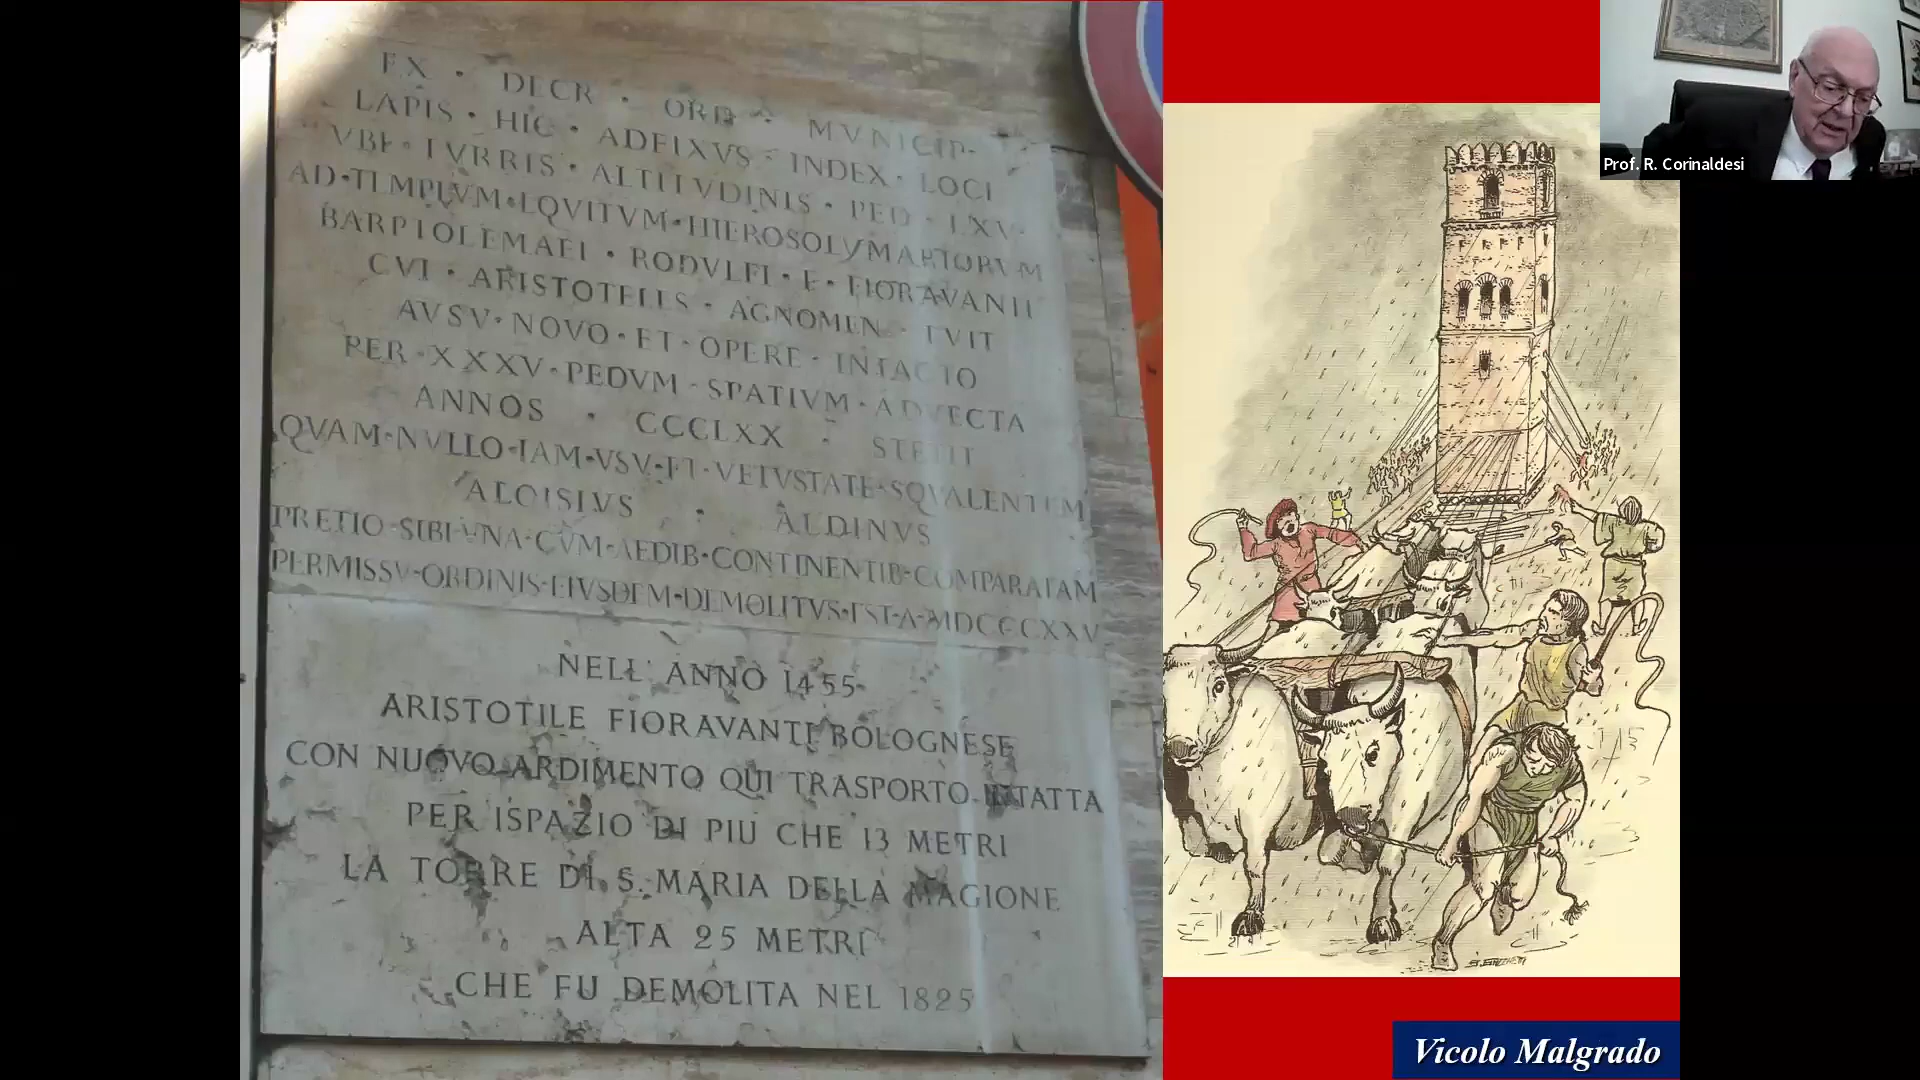 EX · DECR · ORD · MVNICIP·
LAPIS · HIC · ADFIXVS · INDEX · LOCI
VBI · TVRRIS · ALTITVDINIS · PED · LXV·
AD·TEMPLVM·EQVITVM·HIEROSOLYMARIORVM
BARPTOLEMAEI · RODVLFI · F · FIORAVANTI
CVI · ARISTOTELIS · AGNOMEN · FVIT
AVSV·NOVO·ET·OPERE·INTACTO
PER·XXXV·PEDVM·SPATIVM·ADVECTA
ANNOS · CCCLXX · STETIT
QVAM·NVLLO·IAM·VSV·ET·VETVSTATE·SQVALENTEM
ALOISIVS · ALDINVS
PRETIO·SIBI·VNA·CVM·AEDIB·CONTINENTIB·COMPARATAM
PERMISSV·ORDINIS·EIVSDEM·DEMOLITVS·EST·A·MDCCCXXV
NELL' ANNO 1455
ARISTOTILE FIORAVANTI BOLOGNESE
CON NUOVO ARDIMENTO QUI TRASPORTO INTATTA
PER ISPAZIO DI PIU CHE 13 METRI
LA TORRE DI S. MARIA DELLA MAGIONE
ALTA 25 METRI
CHE FU DEMOLITA NEL 1825
Prof. R. Corinaldesi
Vicolo Malgrado